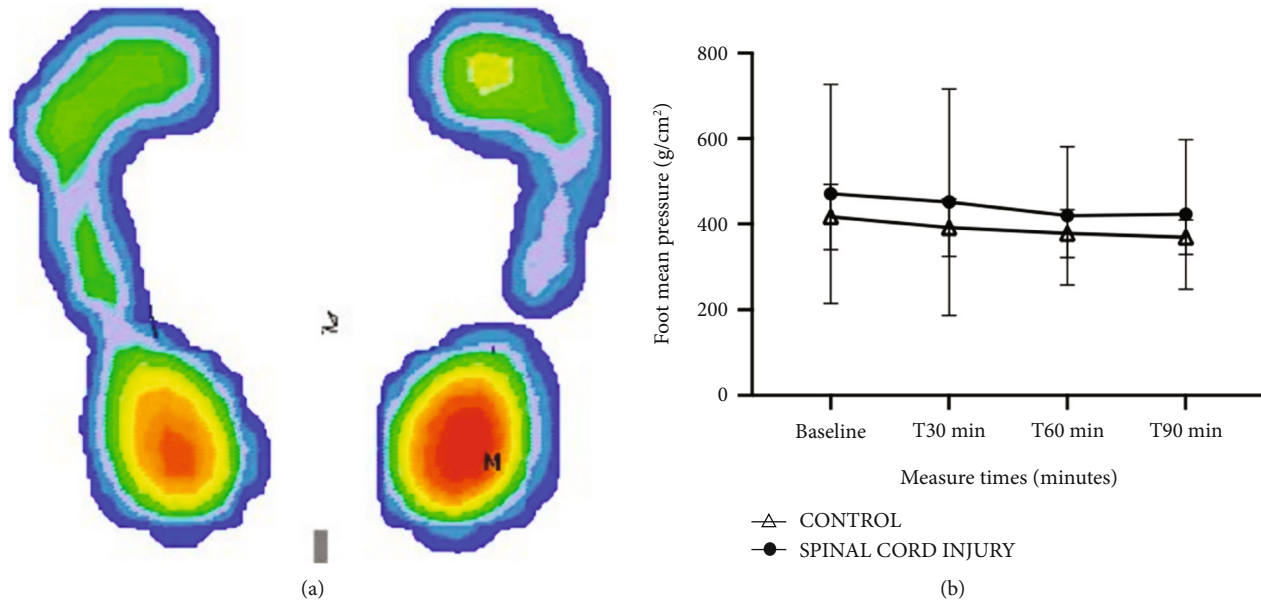 M
(a)
800
600
400
200
0
Foot mean pressure (g/cm²)
Baseline
T30 min
T60 min
T90 min
Measure times (minutes)
CONTROL
SPINAL CORD INJURY
(b)